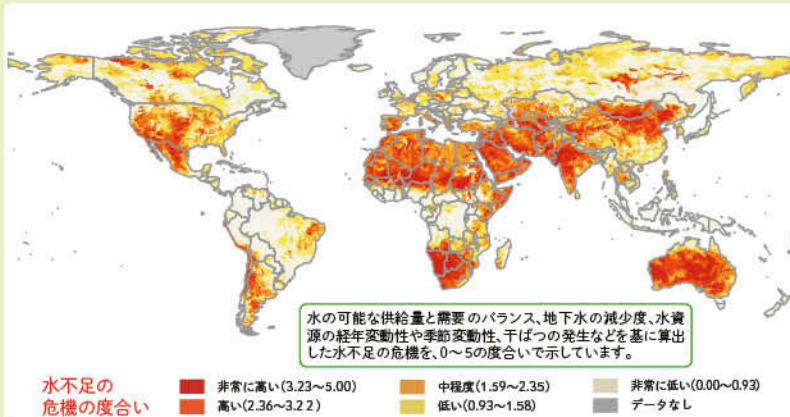 水の可能な供給量と需要のバランス、地下水の減少度、水資
源の経年変動性や季節変動性、干ばつの発生などを基に算出
した水不足の危機を、0〜5の度合いで示しています。
水不足の
危機の度合い
非常に高い(3.23〜5.00)
中程度(1.59〜2.35)
非常に低い(0.00〜0.93)
高い(2.36〜3.2 2)
低い(0.93〜1.58)
データなし